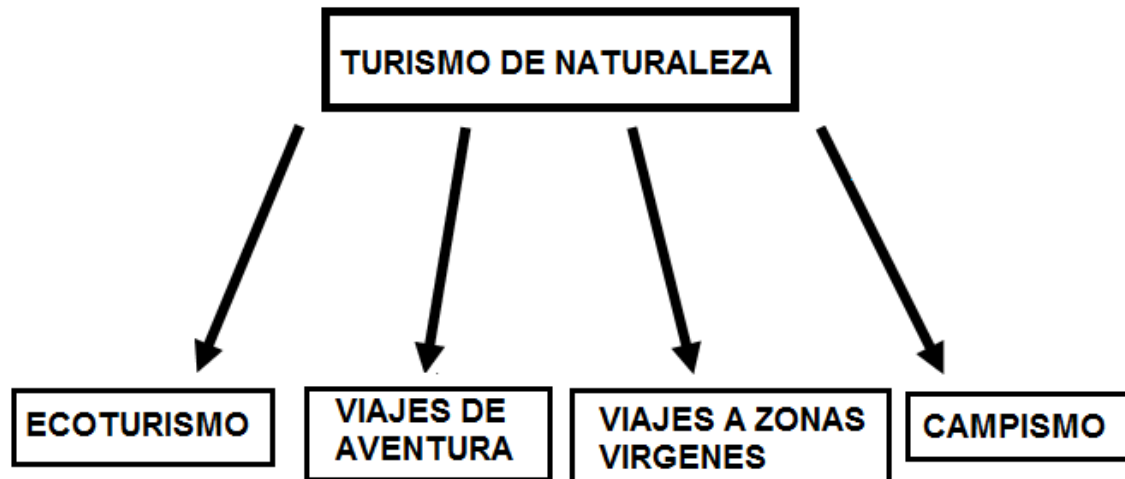 TURISMO DE NATURALEZA
ECOTURISMO
VIAJES DE
AVENTURA
VIAJES A ZONAS
VIRGENES
CAMPISMO